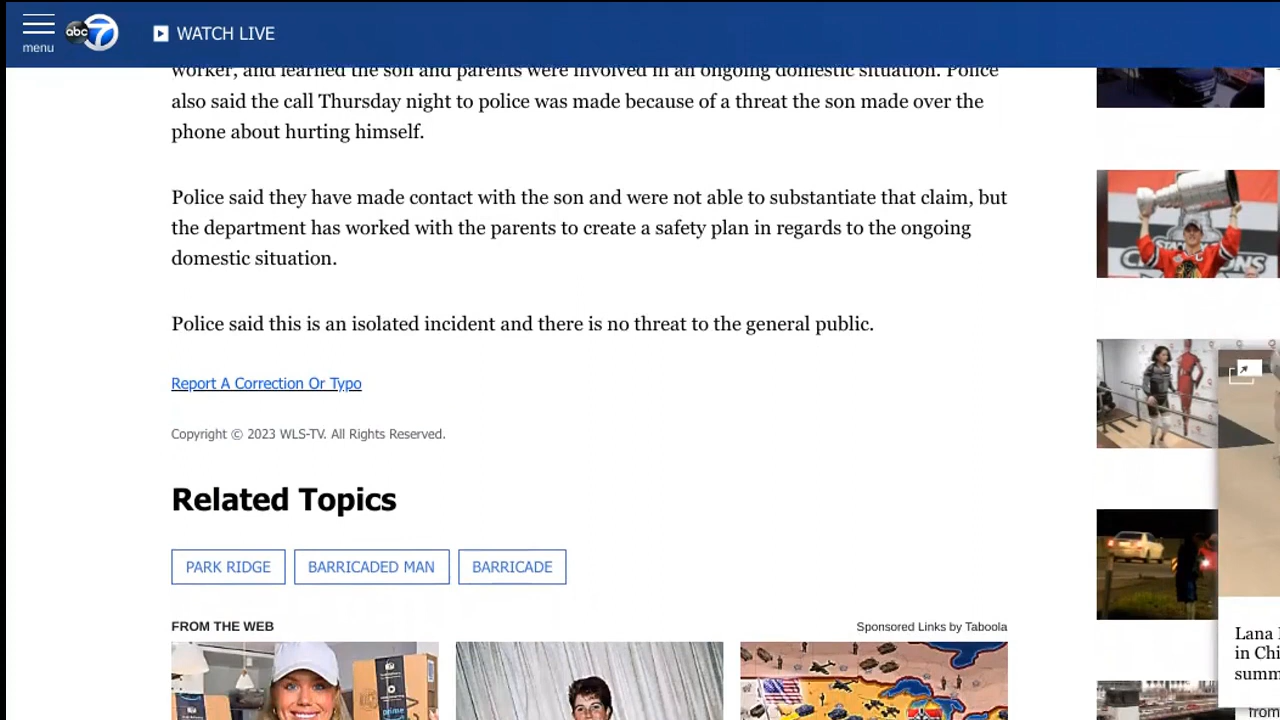 menu
abc 7
WATCH LIVE
worker, and learned the son and parents were involved in an ongoing domestic situation. Police
also said the call Thursday night to police was made because of a threat the son made over the
phone about hurting himself.
Police said they have made contact with the son and were not able to substantiate that claim, but
the department has worked with the parents to create a safety plan in regards to the ongoing
domestic situation.
Police said this is an isolated incident and there is no threat to the general public.
Report A Correction Or Typo
Copyright © 2023 WLS-TV. All Rights Reserved.
Related Topics
PARK RIDGE
BARRICADED MAN
BARRICADE
FROM THE WEB
Sponsored Links by Taboola
Lana
in Chi
summ
from